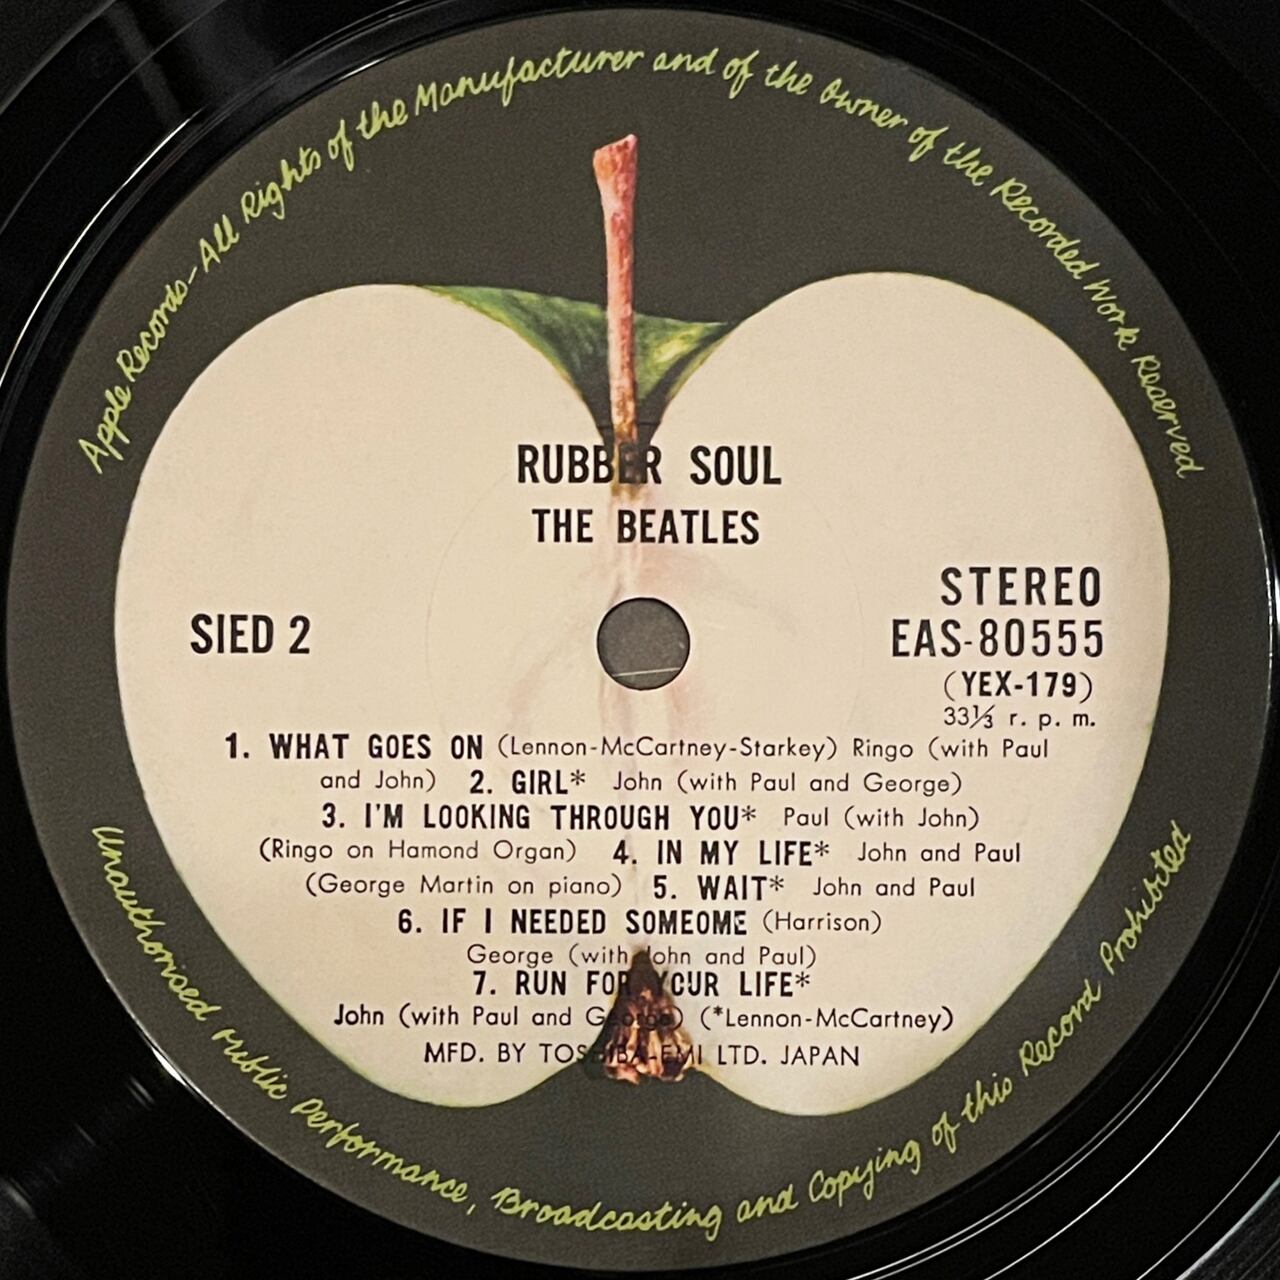 Apple Records-All Rights of the Manufacturer and of the Owner of the Recorded Work Reserved
RUBBER SOUL
THE BEATLES
STEREO
SIED 2
EAS-80555
(YEX-179)
33⅓ r. p. m.
1. WHAT GOES ON (Lennon-McCartney-Starkey) Ringo (with Paul
and John) 2. GIRL* John (with Paul and George)
3. I'M LOOKING THROUGH YOU* Paul (with John)
(Ringo on Hamond Organ) 4. IN MY LIFE* John and Paul
(George Martin on piano) 5. WAIT* John and Paul
6. IF I NEEDED SOMEOME (Harrison)
George (with John and Paul)
7. RUN FOR YOUR LIFE*
John (with Paul and George) (*Lennon-McCartney)
MFD. BY TOSHIBA-EMI LTD. JAPAN
Unauthorised Public Performance, Broadcasting and Copying of this Record Prohibited